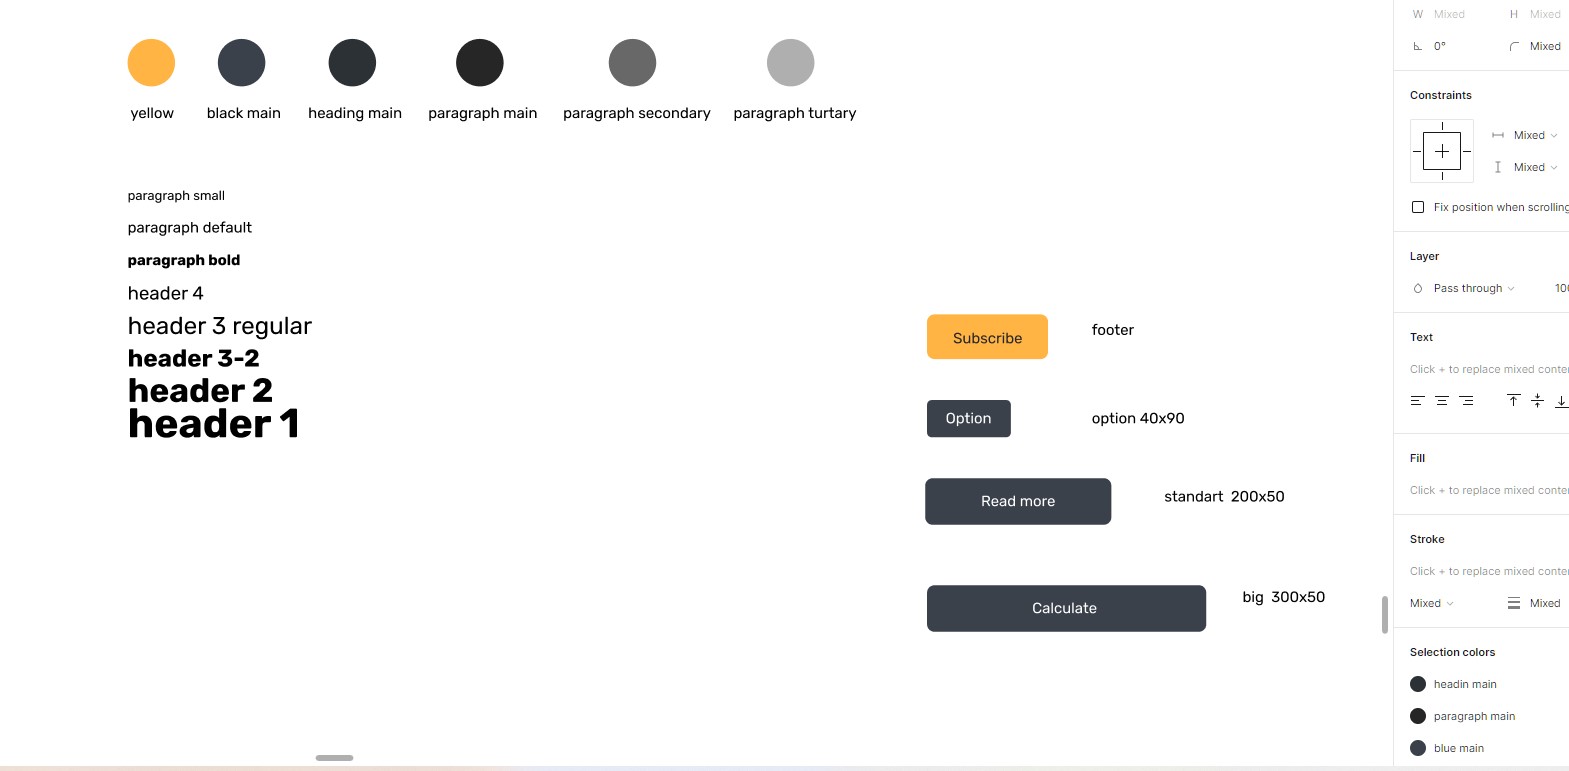 yellow
black main
heading main
paragraph main
paragraph secondary
paragraph turtary
paragraph small
paragraph default
paragraph bold
header 4
header 3 regular
header 3-2
header 2
header 1
Subscribe
footer
Option
option 40x90
Read more
standart 200x50
Calculate
big 300x50
W Mixed H Mixed
0° Mixed
Constraints
Mixed
Mixed
Fix position when scrolling
Layer
Pass through 100
Text
Click + to replace mixed conte
Fill
Click + to replace mixed conte
Stroke
Click + to replace mixed conte
Mixed Mixed
Selection colors
headin main
paragraph main
blue main